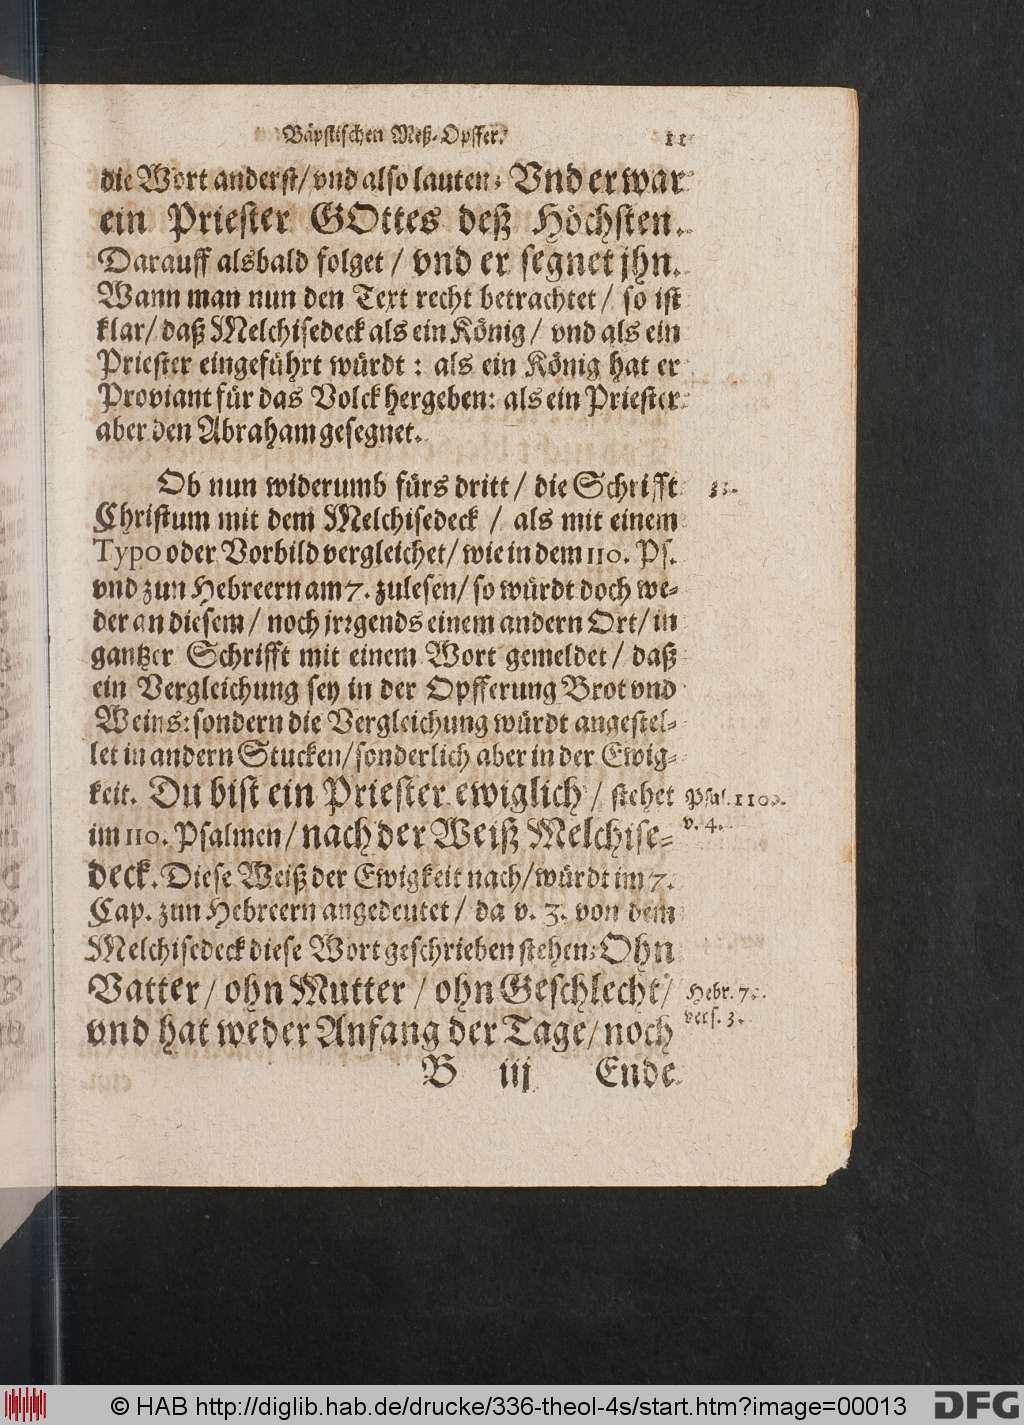 Bäpstischen Meß-Opffer. 11
die Wort anderst/ vnd also lauten: Vnd er war
ein Priester GOttes deß Höchsten.
Darauff alsbald folget / vnd er segnet jhn.
Wann man nun den Text recht betrachtet / so ist
klar/ daß Melchisedeck als ein König / vnd als ein
Priester eingeführt würdt : als ein König hat er
Proviant für das Volck hergeben: als ein Priester
aber den Abraham gesegnet.
Ob nun widerumb fürs dritt / die Schrifft 3.
Christum mit dem Melchisedeck / als mit einem
Typo oder Vorbild vergleichet/ wie in dem 110. Ps.
vnd zun Hebreern am 7. zulesen/ so würdt doch we-
der an diesem / noch jrrgends einem andern Ort/ in
gantzer Schrifft mit einem Wort gemeldet / daß
ein Vergleichung sey in der Opfferung Brot vnd
Weins: sondern die Vergleichung würdt angestel-
let in andern Stucken/ sonderlich aber in der Ewig-
keit. Du bist ein Priester ewiglich / stehet Psal. 110.
im 110. Psalmen / nach der Weiß Melchise- v. 4.
deck. Diese Weiß der Ewigkeit nach/ würdt im 7.
Cap. zun Hebreern angedeutet / da v. 3. von dem
Melchisedeck diese Wort geschrieben stehen: Ohn
Vatter / ohn Mutter / ohn Geschlecht/ Hebr. 7.
vnd hat weder Anfang der Tage/ noch vers. 3.
B iij Ende
© HAB http://diglib.hab.de/drucke/336-theol-4s/start.htm?image=00013 DFG